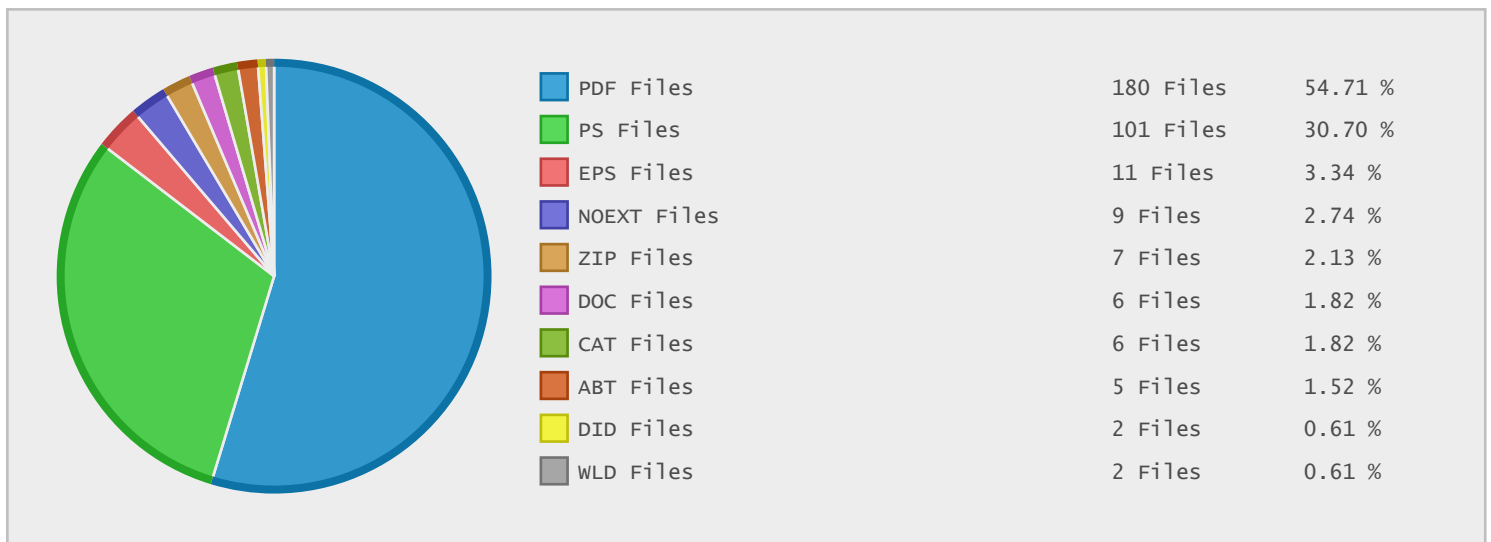 PDF Files 180 Files 54.71 %
PS Files 101 Files 30.70 %
EPS Files 11 Files 3.34 %
NOEXT Files 9 Files 2.74 %
ZIP Files 7 Files 2.13 %
DOC Files 6 Files 1.82 %
CAT Files 6 Files 1.82 %
ABT Files 5 Files 1.52 %
DID Files 2 Files 0.61 %
WLD Files 2 Files 0.61 %